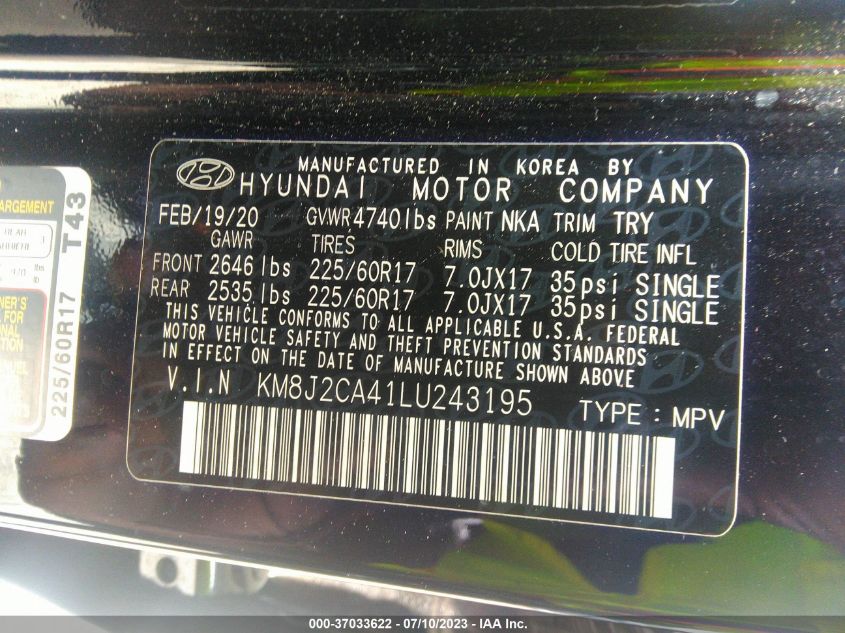 MANUFACTURED IN KOREA BY
HYUNDAI MOTOR COMPANY
FEB/19/20 GVWR 4740 lbs PAINT NKA TRIM TRY
GAWR TIRES RIMS COLD TIRE INFL
FRONT 2646 lbs 225/60R17 7.0JX17 35psi SINGLE
REAR 2535 lbs 225/60R17 7.0JX17 35psi SINGLE
THIS VEHICLE CONFORMS TO ALL APPLICABLE U.S.A. FEDERAL
MOTOR VEHICLE SAFETY AND THEFT PREVENTION STANDARDS
IN EFFECT ON THE DATE OF MANUFACTURE SHOWN ABOVE
V.I.N KM8J2CA41LU243195 TYPE : MPV
225/60R17 T43
000-37033622 - 07/10/2023 - IAA Inc.